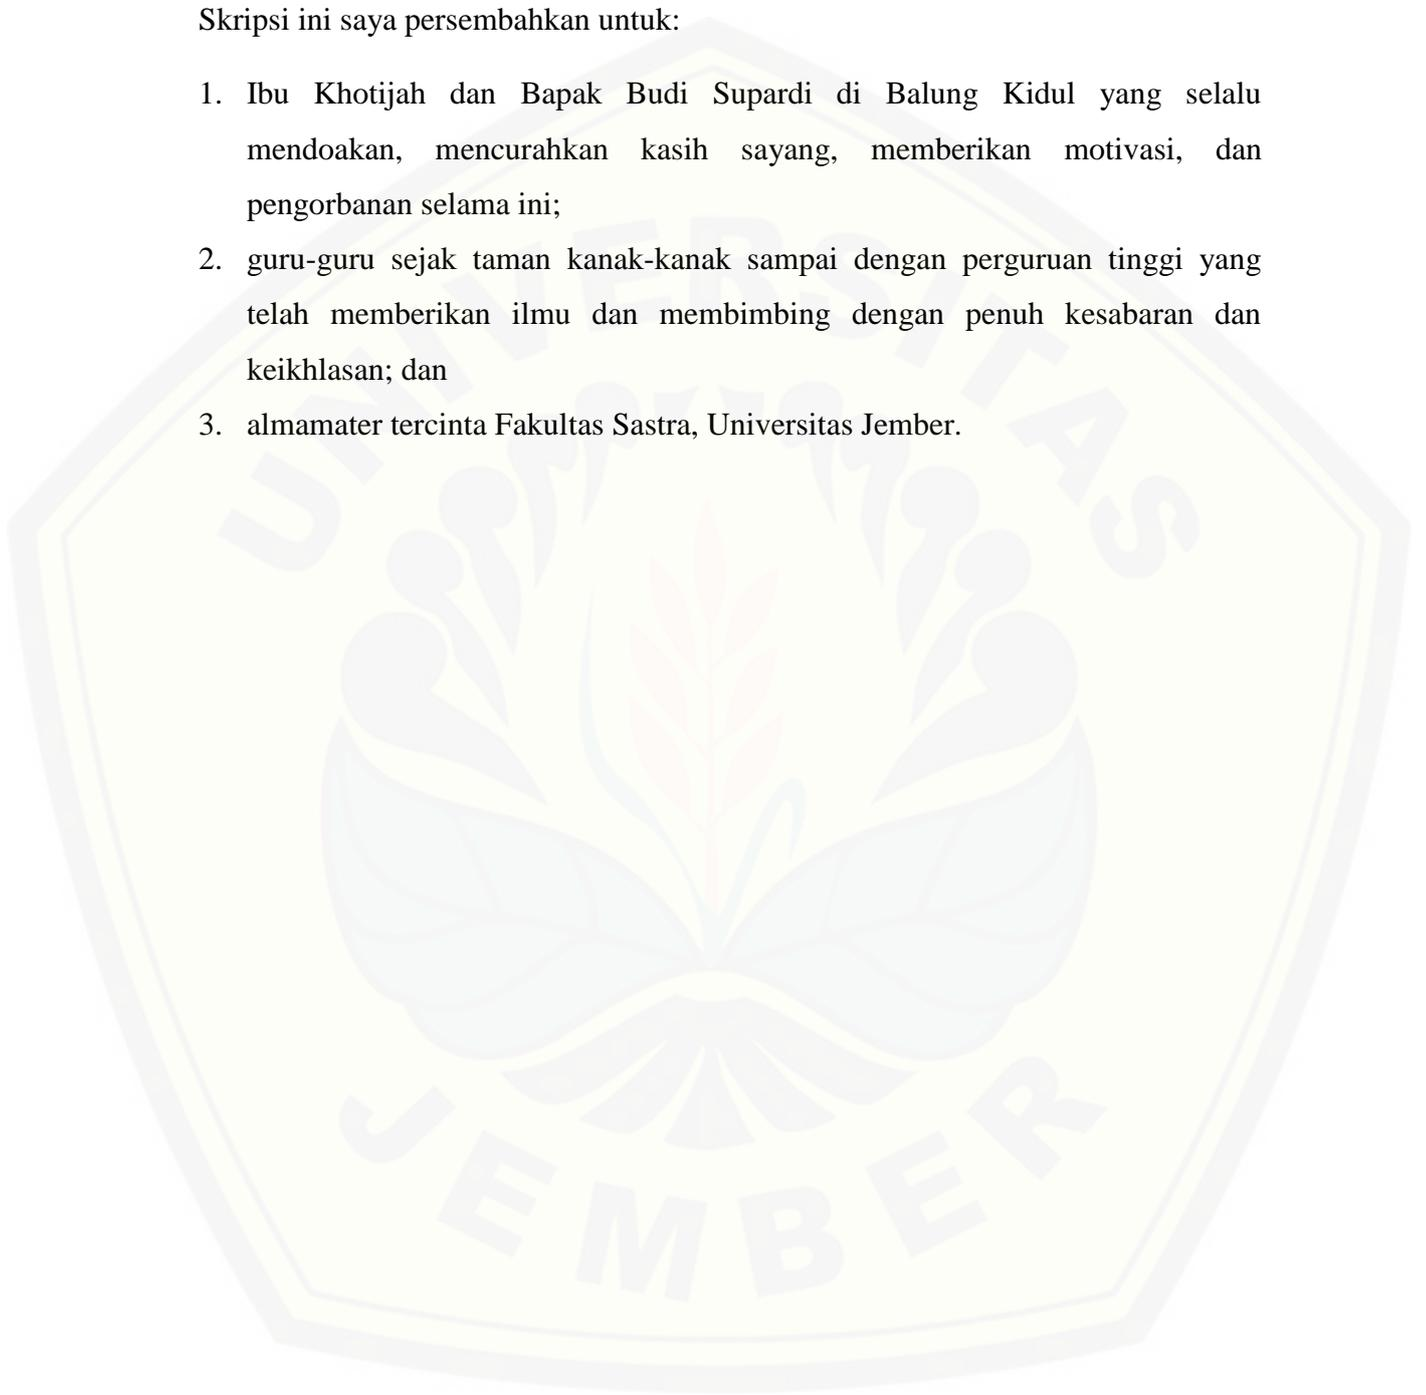 Skripsi ini saya persembahkan untuk:
1. Ibu Khotijah dan Bapak Budi Supardi di Balung Kidul yang selalu
mendoakan, mencurahkan kasih sayang, memberikan motivasi, dan
pengorbanan selama ini;
2. guru-guru sejak taman kanak-kanak sampai dengan perguruan tinggi yang
telah memberikan ilmu dan membimbing dengan penuh kesabaran dan
keikhlasan; dan
3. almamater tercinta Fakultas Sastra, Universitas Jember.
UNIVERSITAS
JEMBER